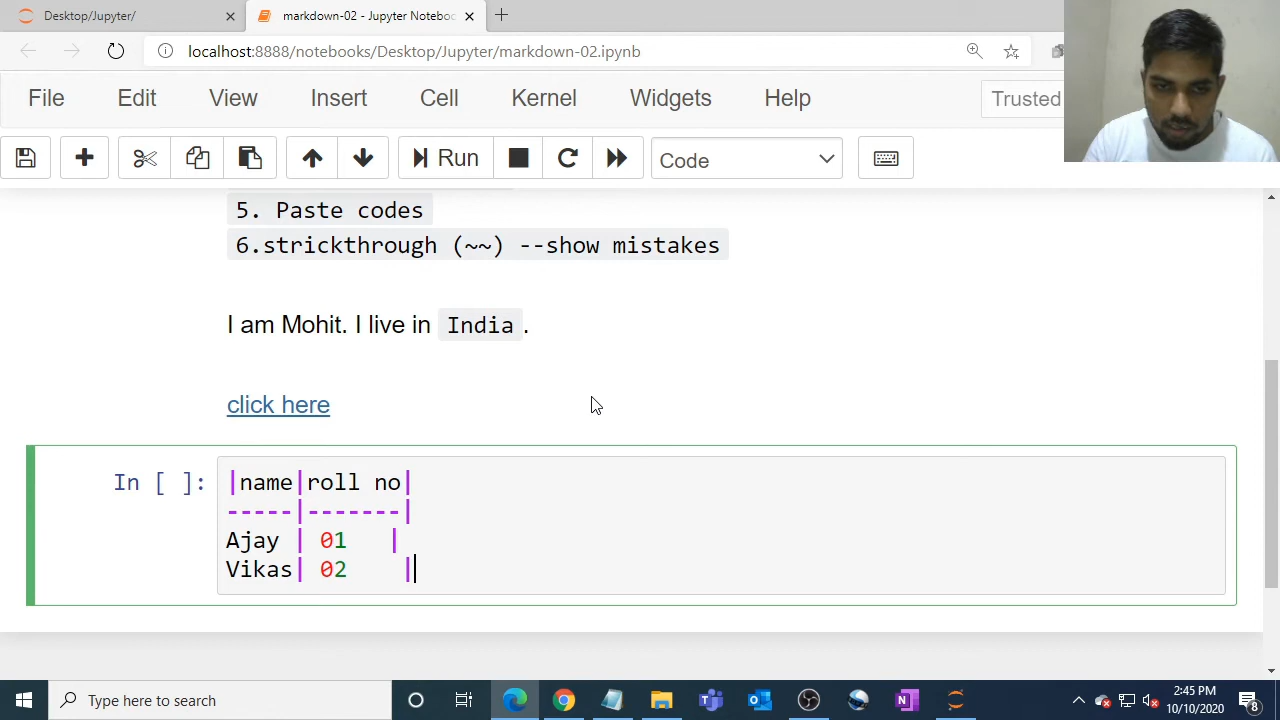 Desktop/Jupyter/
markdown-02 - Jupyter Notebo
localhost:8888/notebooks/Desktop/Jupyter/markdown-02.ipynb
File Edit View Insert Cell Kernel Widgets Help Trusted
Run Code
5. Paste codes
6.strickthrough (~~) --show mistakes
I am Mohit. I live in India .
click here
In [ ]:
|name|roll no|
-----|-------|
Ajay | 01   |
Vikas| 02    |
Type here to search
2:45 PM
10/10/2020
8